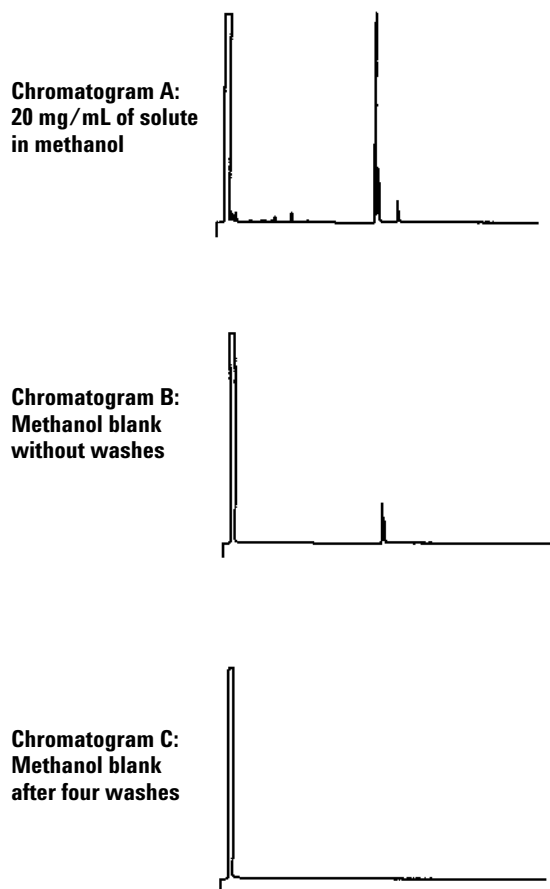 Chromatogram A:
20 mg/mL of solute
in methanol
Chromatogram B:
Methanol blank
without washes
Chromatogram C:
Methanol blank
after four washes